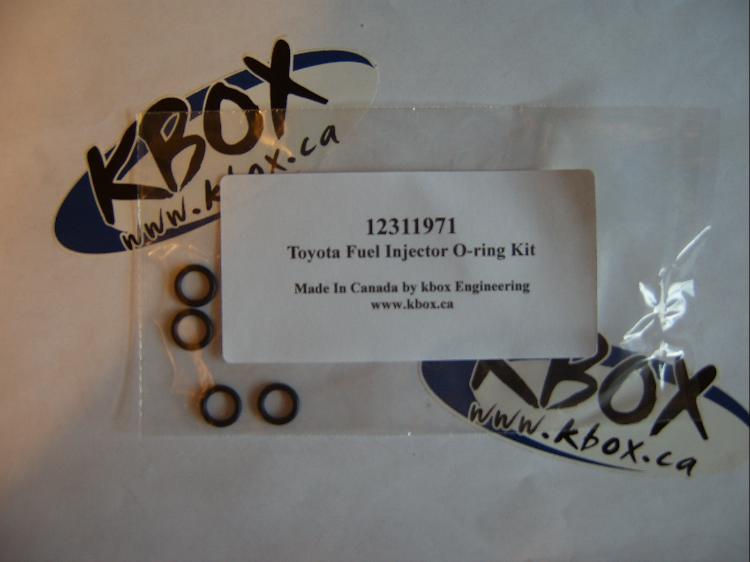 KBOX
www.kbox.ca
12311971
Toyota Fuel Injector O-ring Kit
Made In Canada by kbox Engineering
www.kbox.ca
KBOX
www.kbox.ca